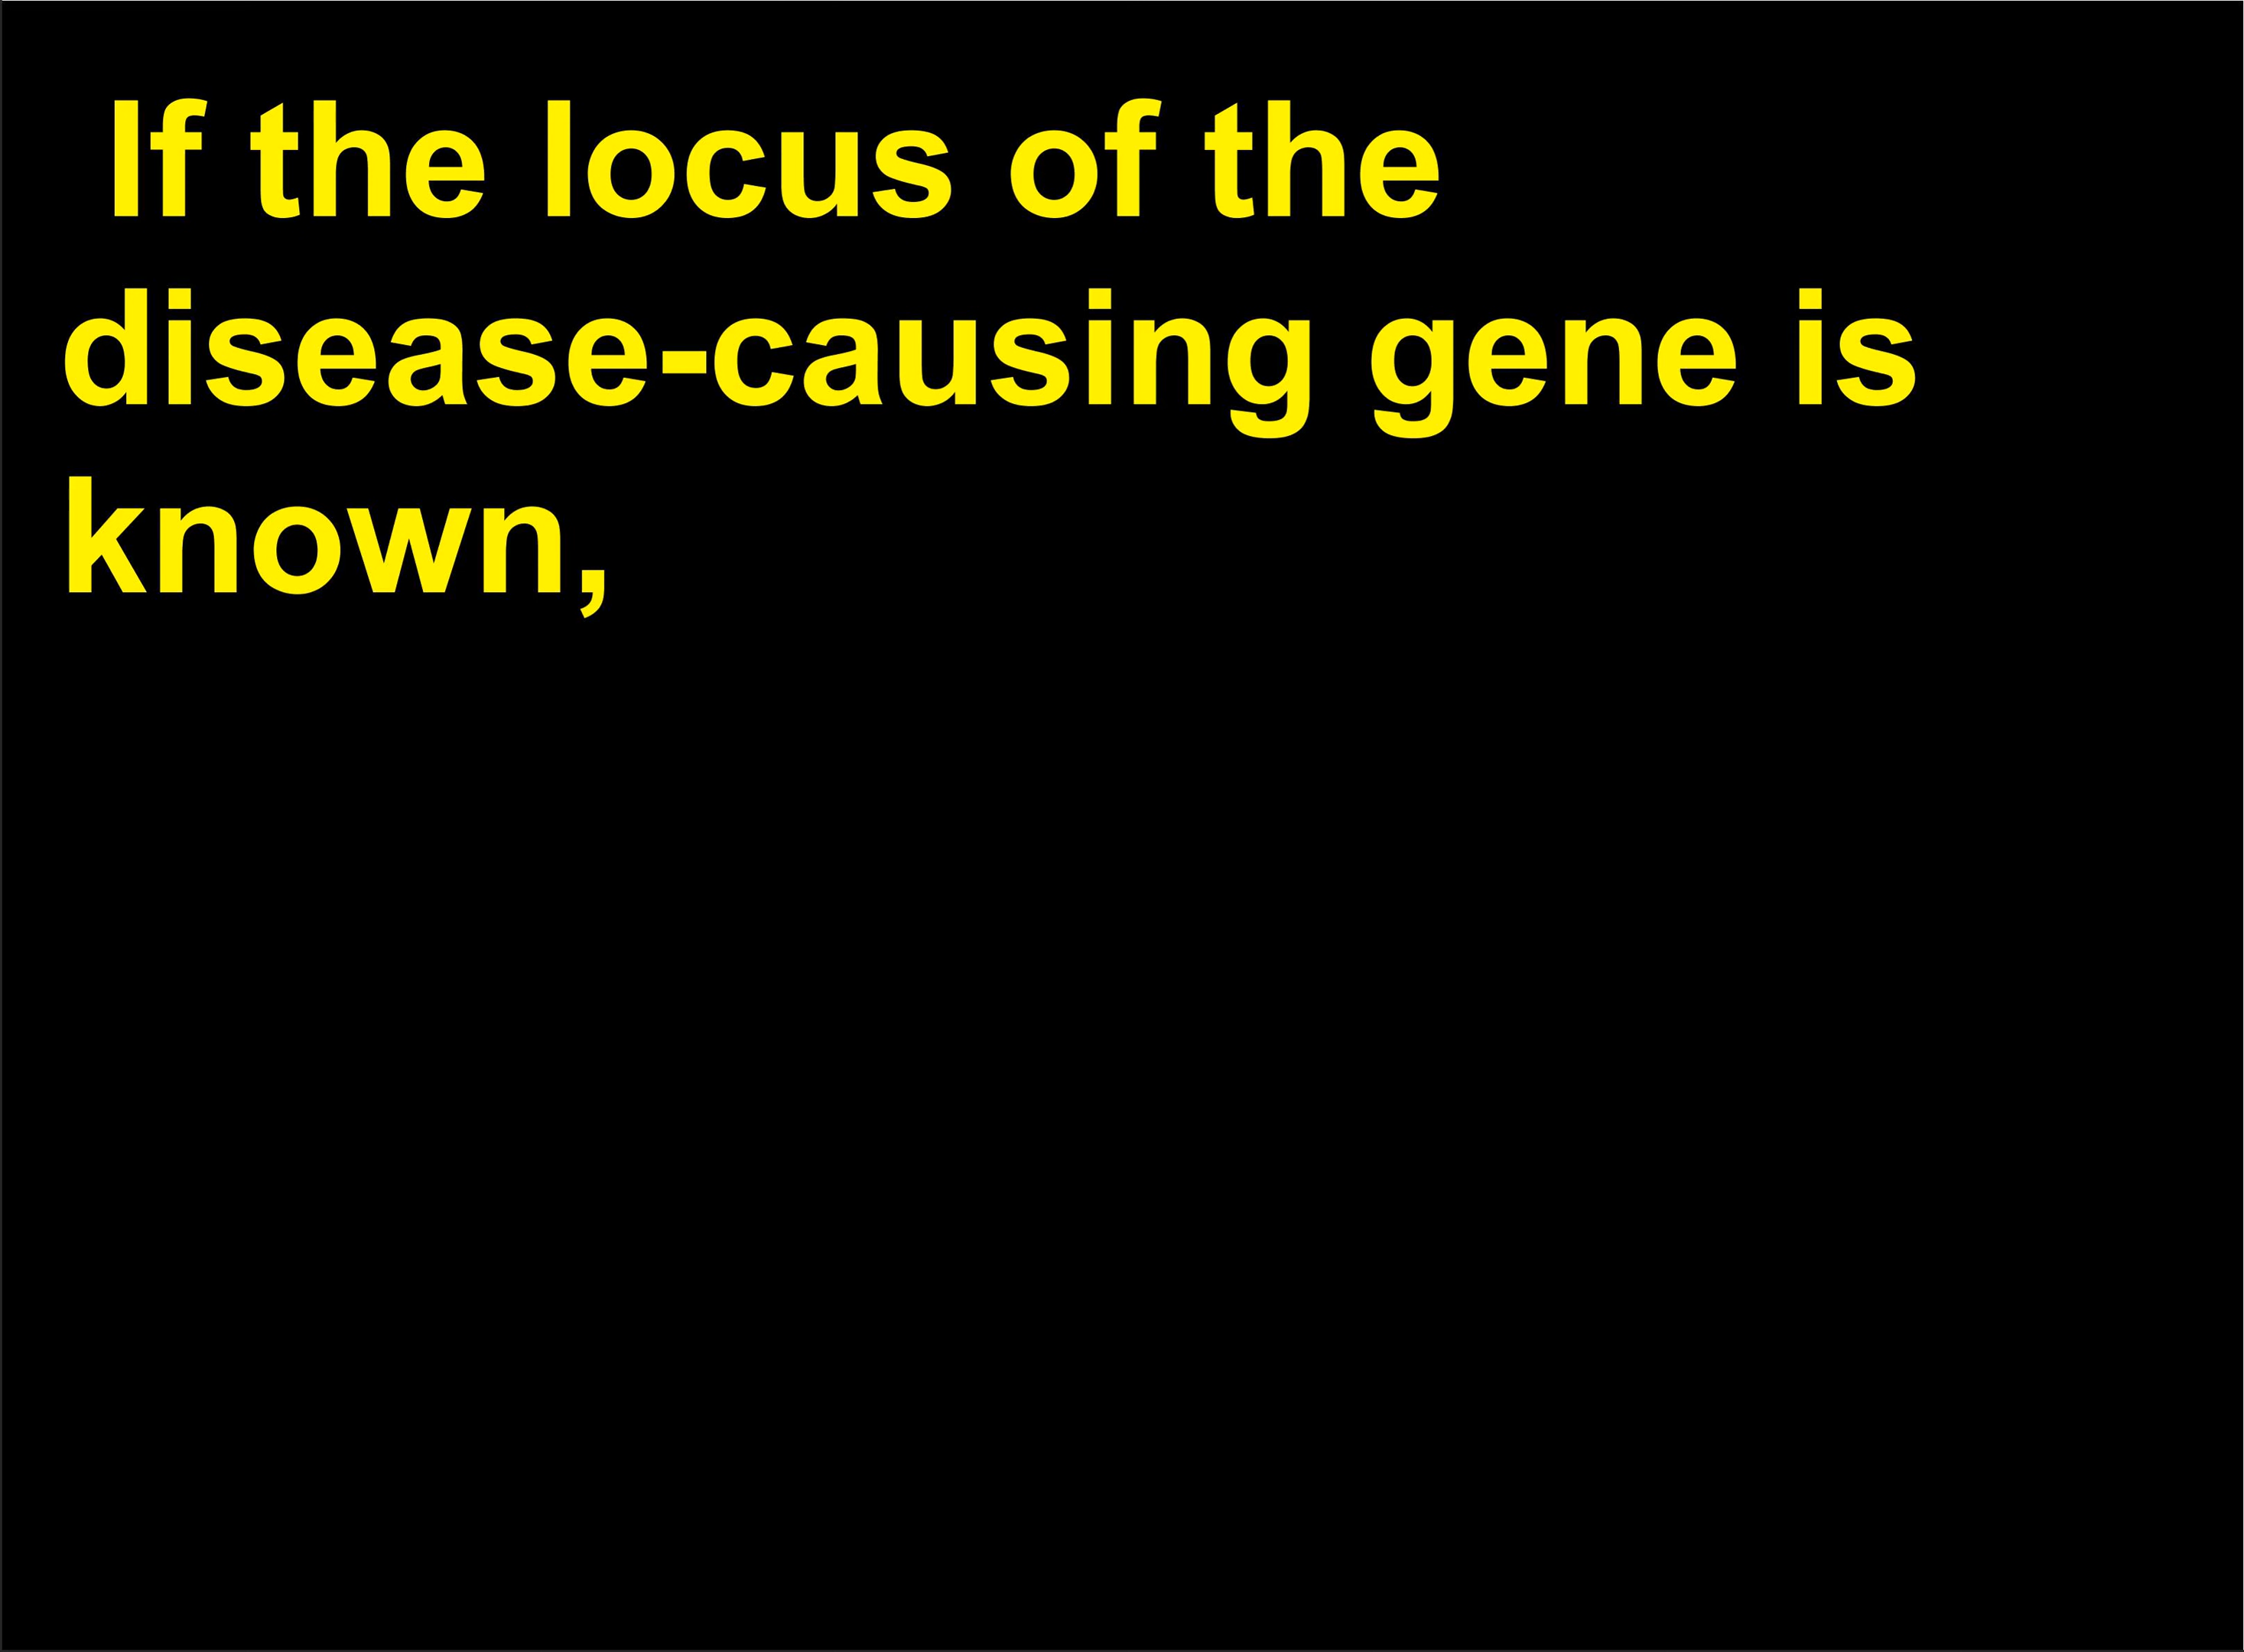 If the locus of the
disease-causing gene is
known,